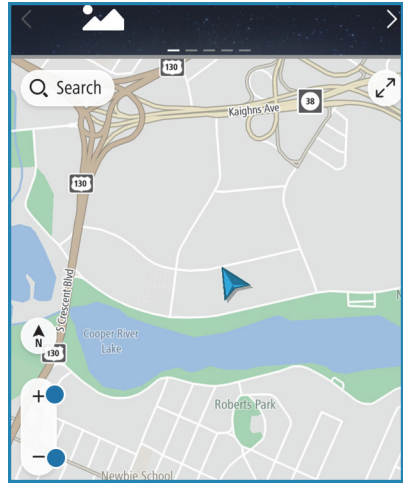 130
Search
Kaighns Ave
38
130
S Crescent Blvd
Cooper River
Lake
N
130
+
Roberts Park
−
Newbie School